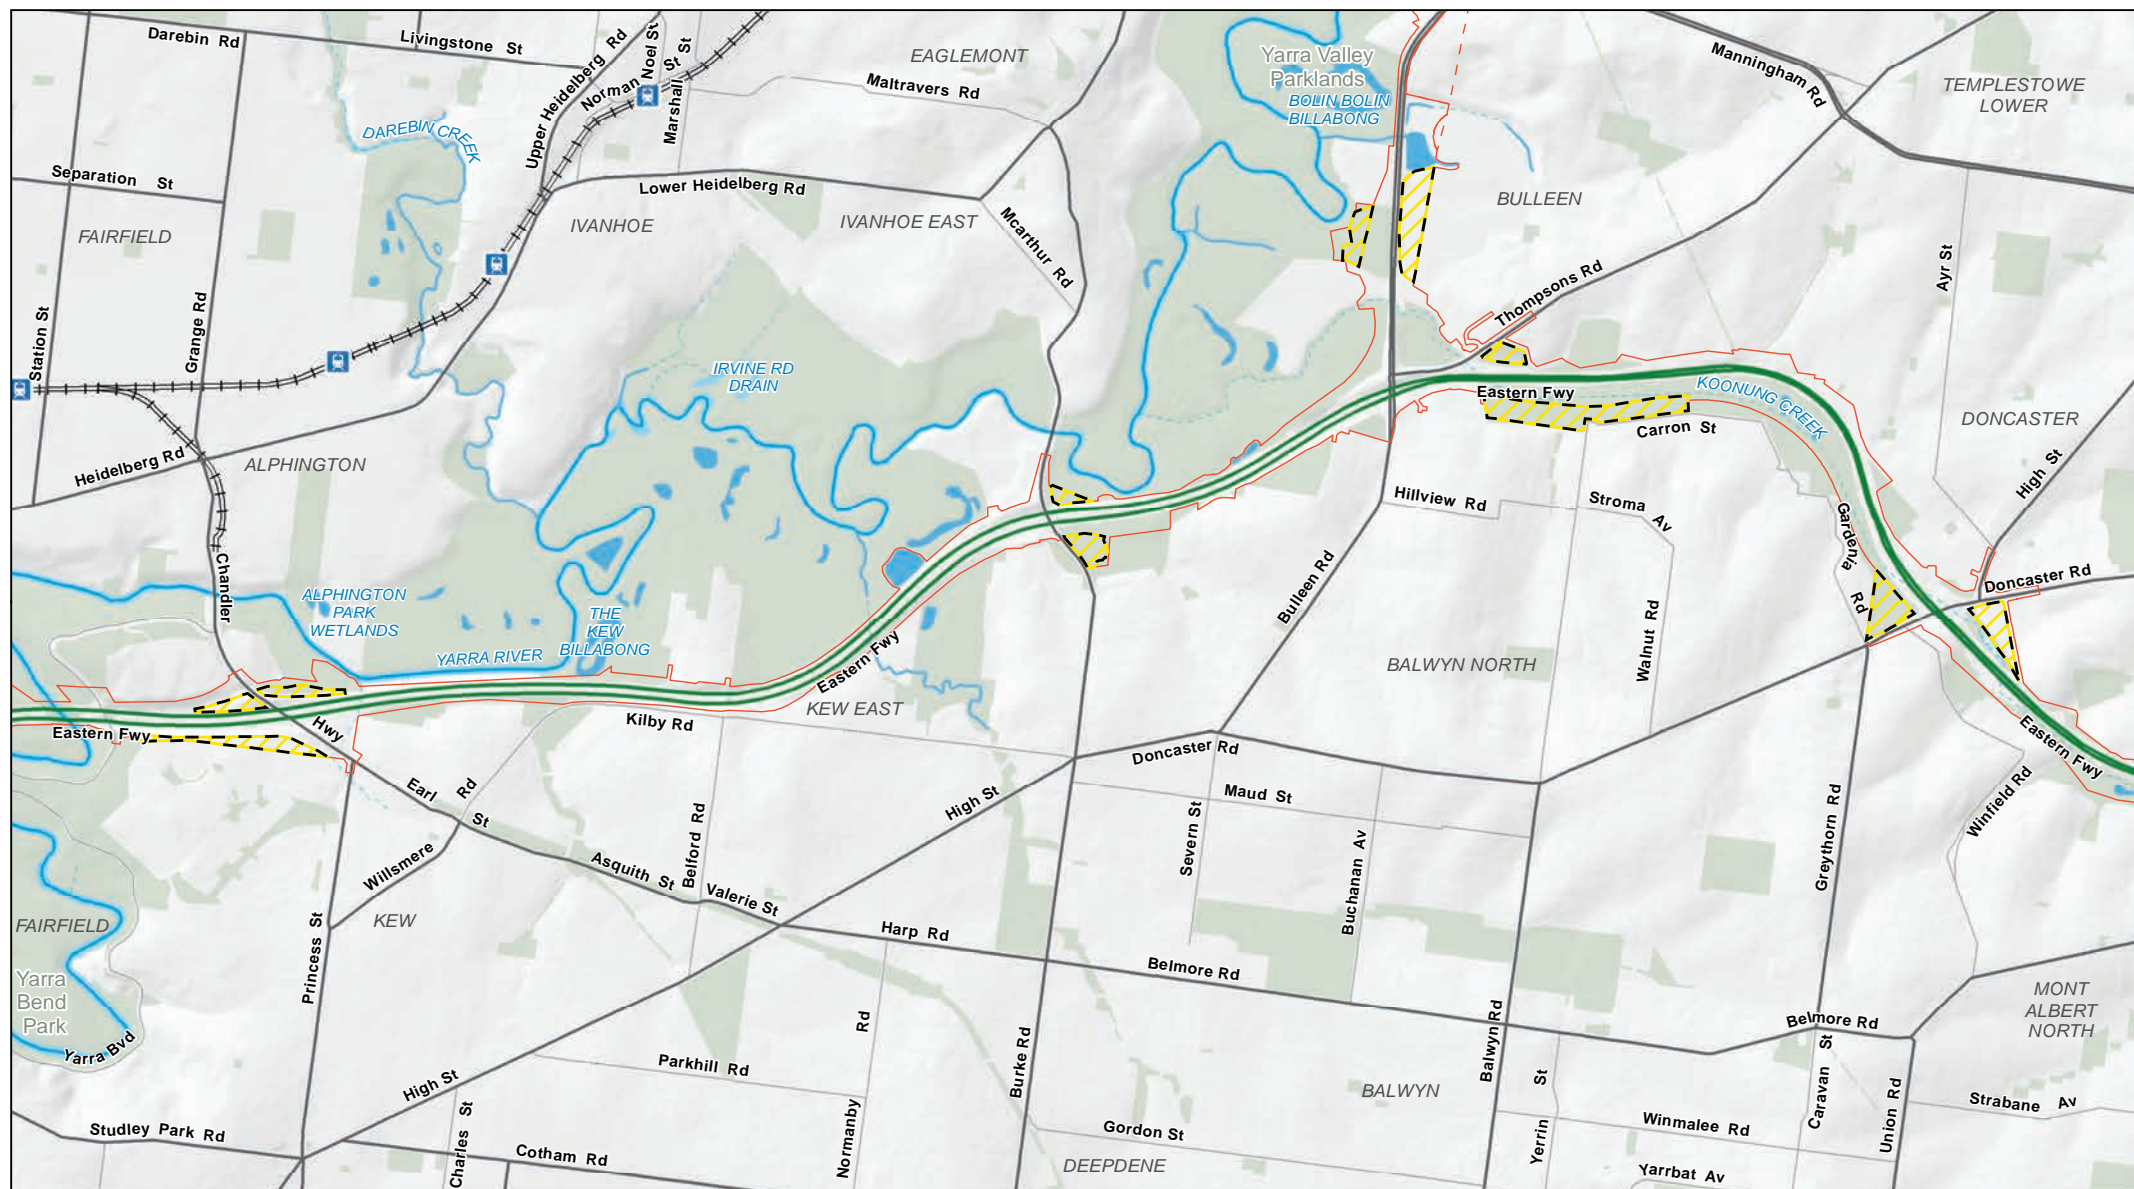 Darebin Rd
Livingstone St
Upper Heidelberg Rd
Norman St
Noel St
Marshall St
EAGLEMONT
Maltravers Rd
Yarra Valley
Parklands
BOLIN BOLIN
BILLABONG
Manningham Rd
TEMPLESTOWE
LOWER
DAREBIN CREEK
Separation St
FAIRFIELD
Lower Heidelberg Rd
IVANHOE
IVANHOE EAST
Mcarthur Rd
BULLEEN
Thompsons Rd
Ayr St
Station St
Grange Rd
IRVINE RD
DRAIN
Eastern Fwy
KOONUNG CREEK
Carron St
DONCASTER
High St
Heidelberg Rd
ALPHINGTON
Hillview Rd
Stroma Av
Gardenia Rd
Chandler Hwy
Bulleen Rd
Doncaster Rd
ALPHINGTON
PARK
WETLANDS
THE
KEW
BILLABONG
YARRA RIVER
Walnut Rd
BALWYN NORTH
Eastern Fwy
KEW EAST
Kilby Rd
Eastern Fwy
Eastern Fwy
Doncaster Rd
Earl St
Willsmere Rd
Belford Rd
High St
Maud St
Severn St
Buchanan Av
Greythorn Rd
Winfield Rd
Asquith St
Valerie St
Harp Rd
Belmore Rd
FAIRFIELD
KEW
Princess St
Yarra
Bend
Park
Yarra Bvd
MONT
ALBERT
NORTH
Belmore Rd
Balwyn Rd
Burke Rd
Parkhill Rd
High St
Normanby Rd
BALWYN
Yerrin St
Caravan St
Union Rd
Strabane Av
Winmalee Rd
Studley Park Rd
Charles St
Cotham Rd
Gordon St
DEEPDENE
Yarrbat Av